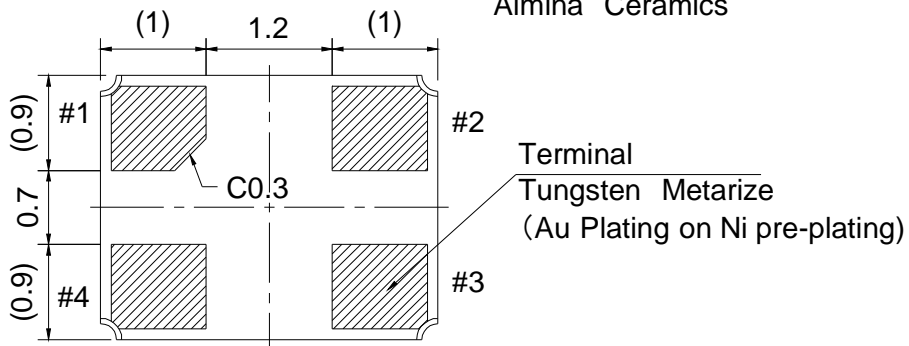 Almina Ceramics
(1) 1.2 (1)
(0.9) #1
#2
Terminal
Tungsten Metarize
（Au Plating on Ni pre-plating)
C0.3
0.7
(0.9) #4
#3